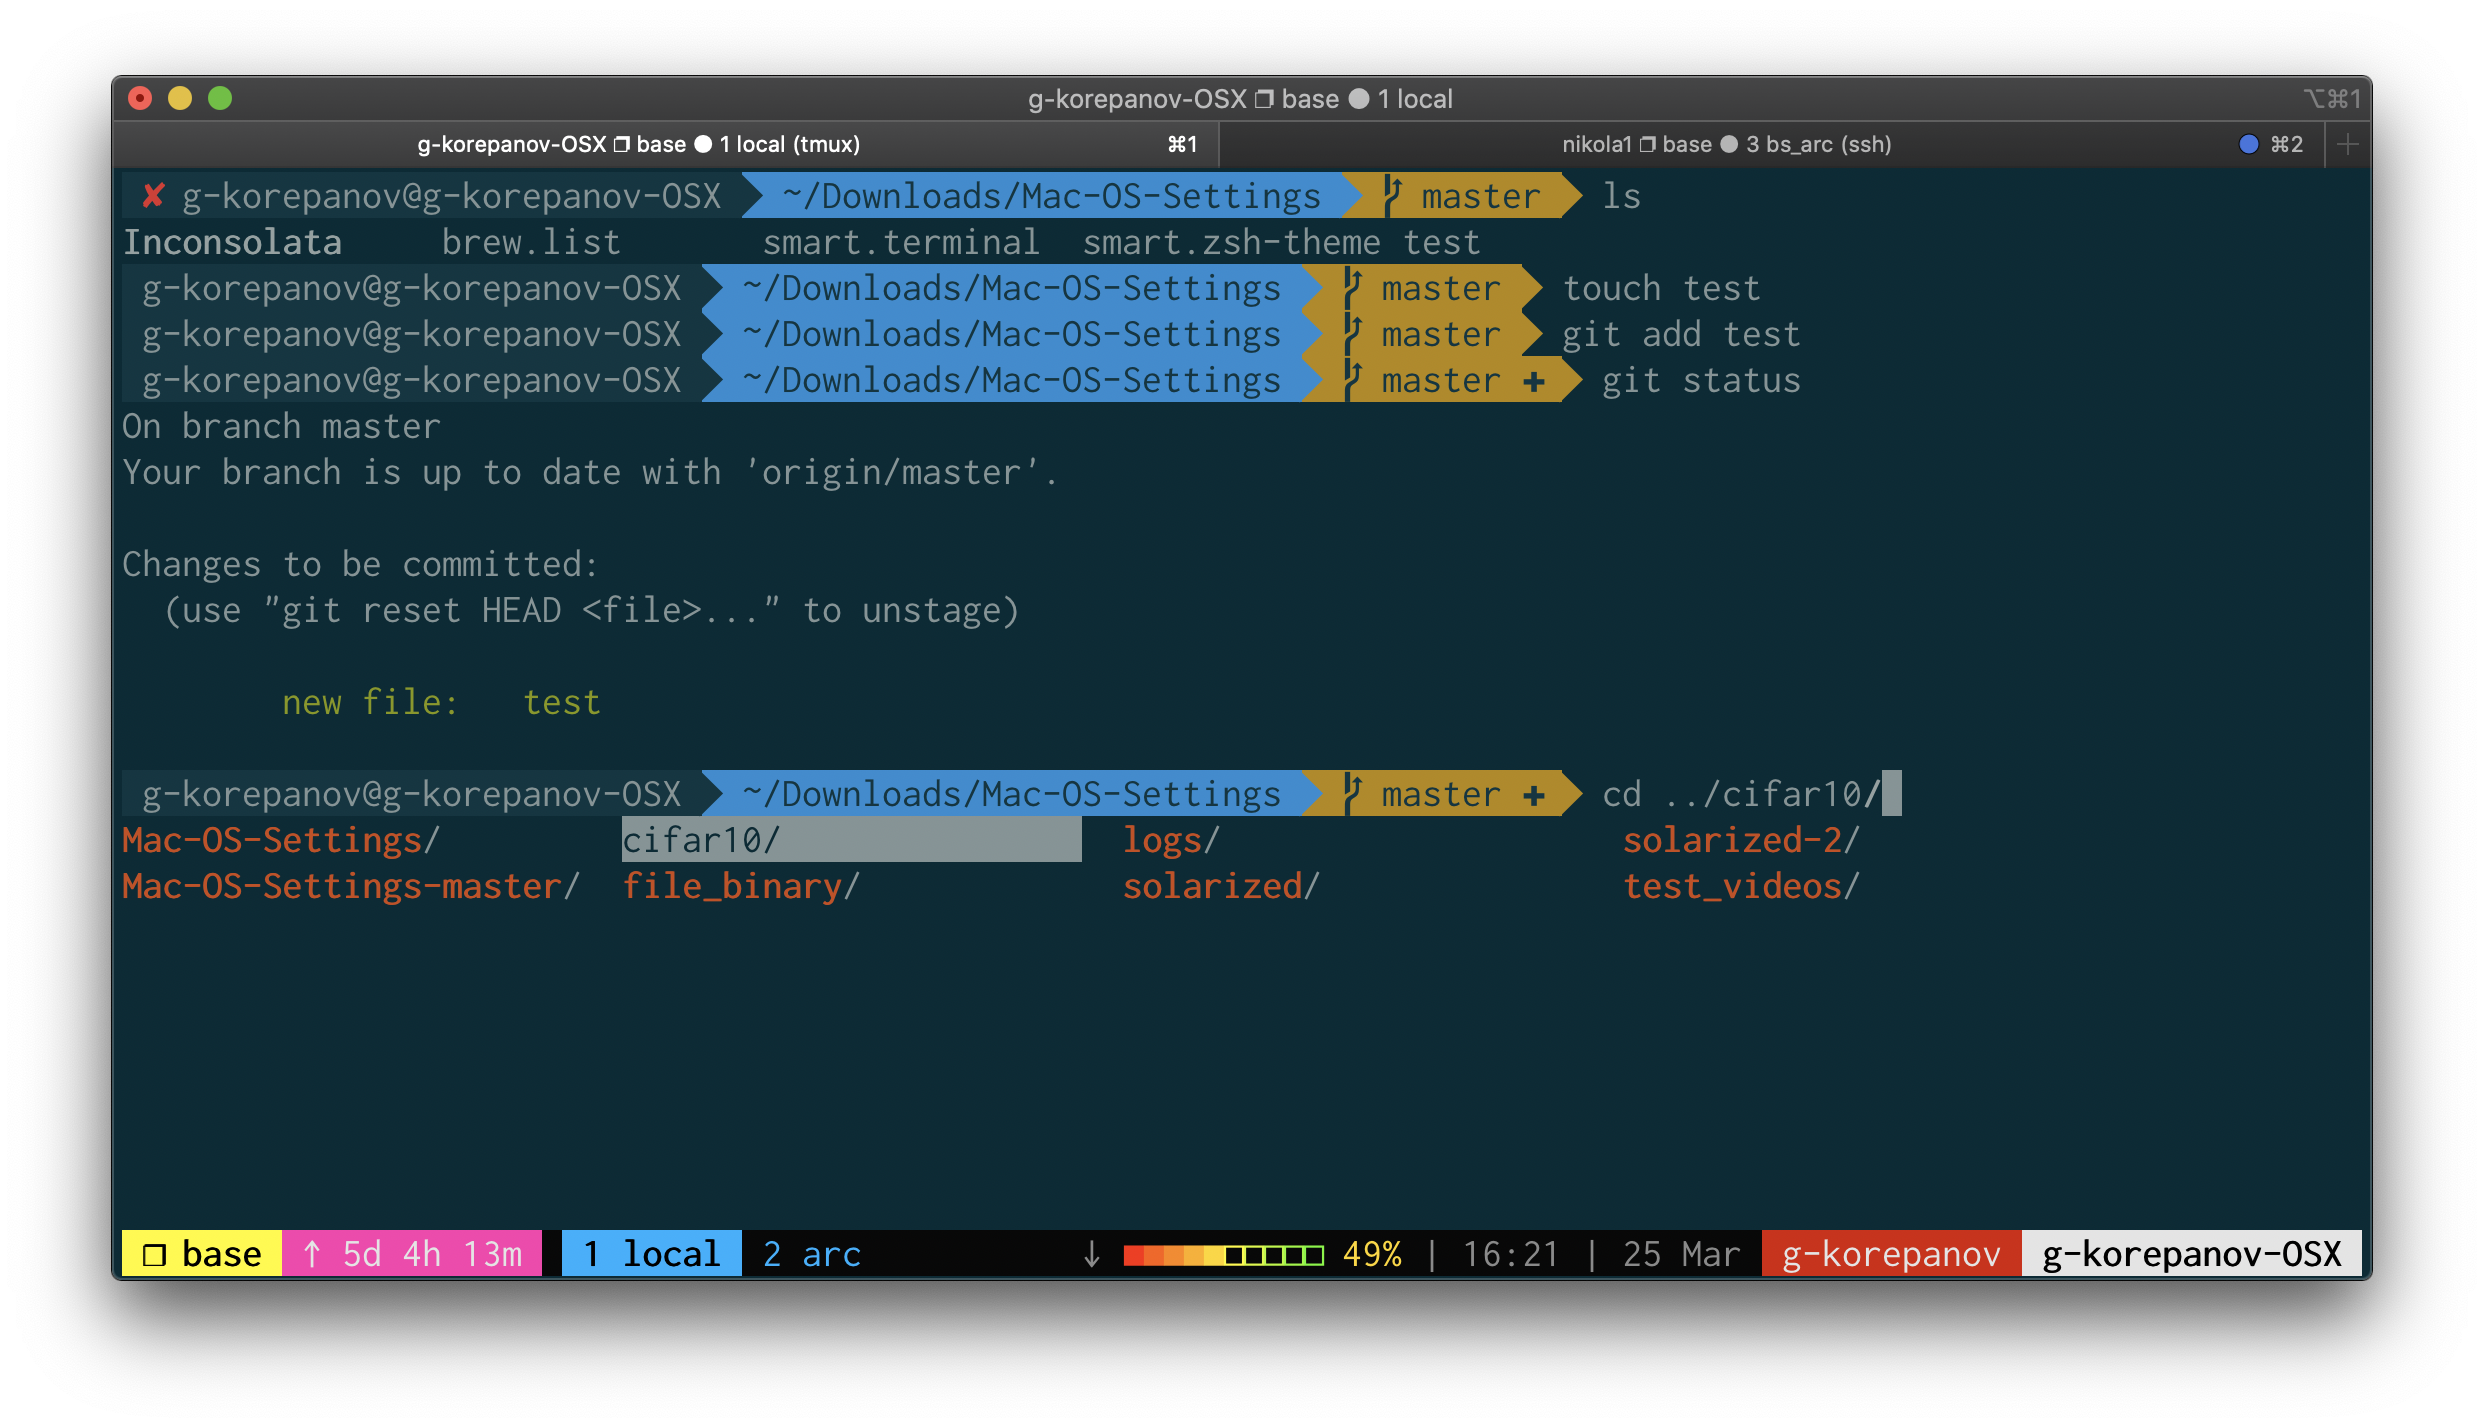 g-korepanov-OSX ❐ base ● 1 local ⌥⌘1
g-korepanov-OSX ❐ base ● 1 local (tmux) ⌘1 nikola1 ❐ base ● 3 bs_arc (ssh) ⌘2 +
✘ g-korepanov@g-korepanov-OSX ~/Downloads/Mac-OS-Settings master ls
Inconsolata brew.list smart.terminal smart.zsh-theme test
g-korepanov@g-korepanov-OSX ~/Downloads/Mac-OS-Settings master touch test
g-korepanov@g-korepanov-OSX ~/Downloads/Mac-OS-Settings master git add test
g-korepanov@g-korepanov-OSX ~/Downloads/Mac-OS-Settings master ✚ git status
On branch master
Your branch is up to date with 'origin/master'.
Changes to be committed:
(use "git reset HEAD <file>..." to unstage)
new file: test
g-korepanov@g-korepanov-OSX ~/Downloads/Mac-OS-Settings master ✚ cd ../cifar10/
Mac-OS-Settings/ cifar10/ logs/ solarized-2/
Mac-OS-Settings-master/ file_binary/ solarized/ test_videos/
❐ base ↑ 5d 4h 13m 1 local 2 arc ↓ 49% | 16:21 | 25 Mar g-korepanov g-korepanov-OSX